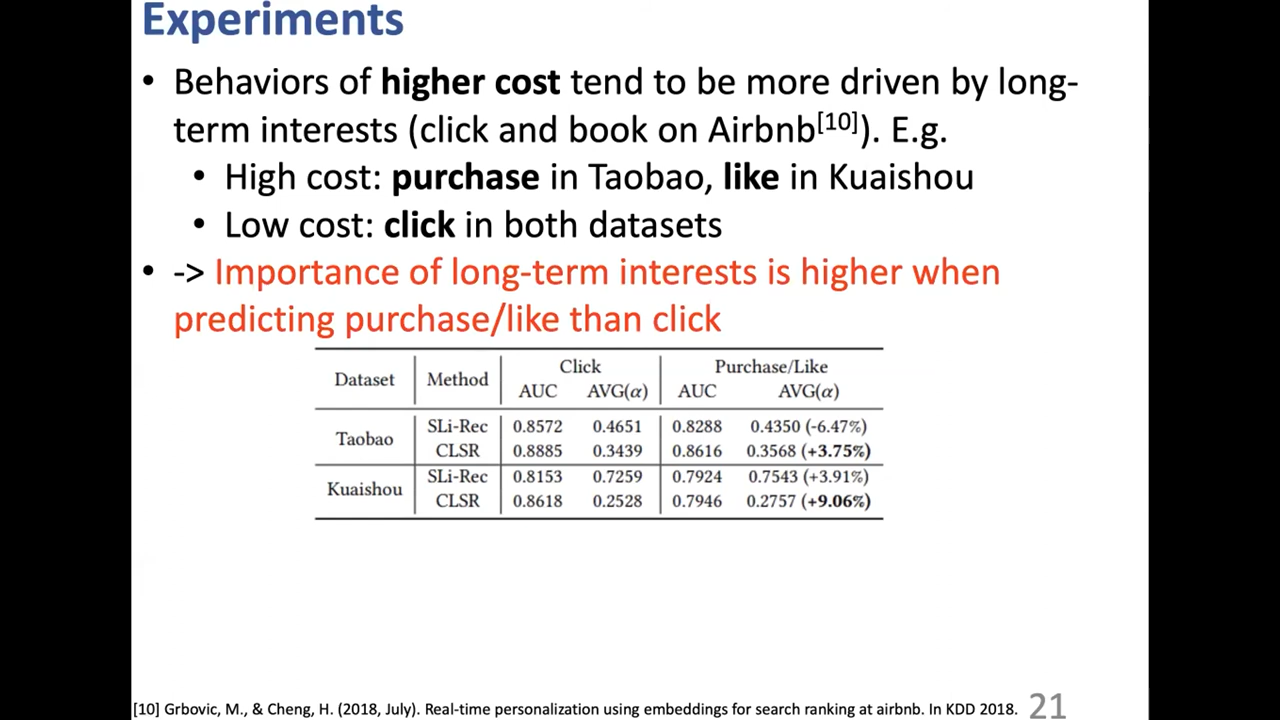 Experiments
• Behaviors of higher cost tend to be more driven by long-
term interests (click and book on Airbnb[10]). E.g.
• High cost: purchase in Taobao, like in Kuaishou
• Low cost: click in both datasets
• -> Importance of long-term interests is higher when
predicting purchase/like than click
Dataset Method Click Purchase/Like
AUC AVG(α) AUC AVG(α)
Taobao SLi-Rec 0.8572 0.4651 0.8288 0.4350 (-6.47%)
CLSR 0.8885 0.3439 0.8616 0.3568 (+3.75%)
Kuaishou SLi-Rec 0.8153 0.7259 0.7924 0.7543 (+3.91%)
CLSR 0.8618 0.2528 0.7946 0.2757 (+9.06%)
[10] Grbovic, M., & Cheng, H. (2018, July). Real-time personalization using embeddings for search ranking at airbnb. In KDD 2018. 21